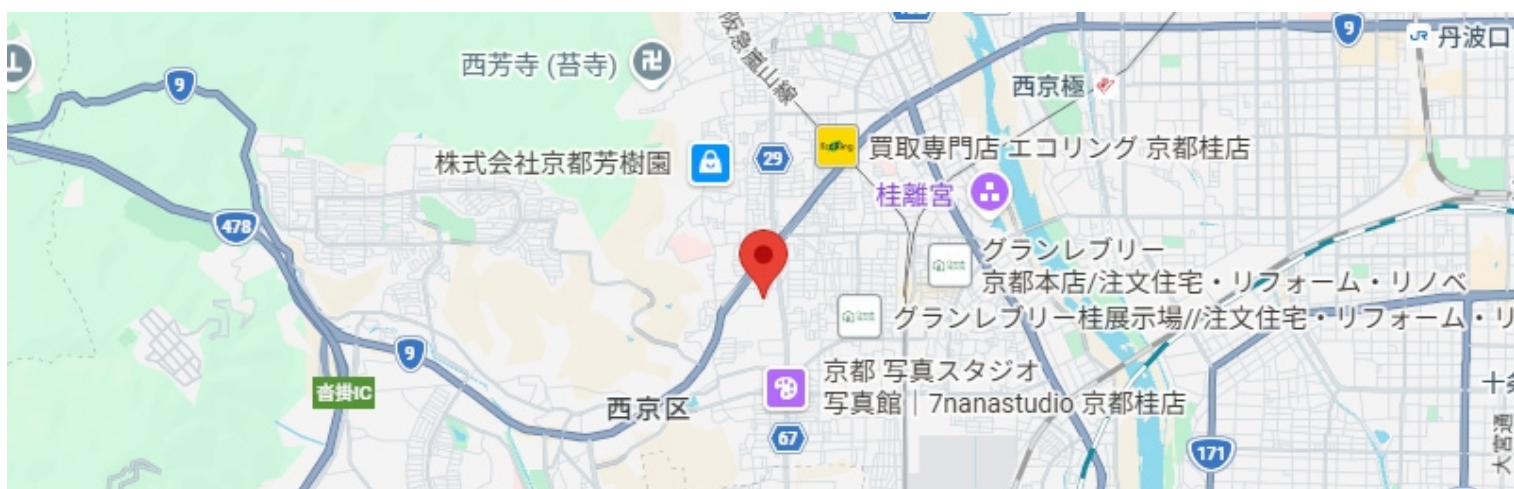 9
JR 丹波口
阪急嵐山線
西芳寺 (苔寺)
9
西京極
29
買取専門店 エコリング 京都桂店
株式会社京都芳樹園
桂離宮
478
グランレブリー
京都本店/注文住宅・リフォーム・リノベ
グランレブリー桂展示場//注文住宅・リフォーム・リ
9
京都 写真スタジオ
写真館｜7nanastudio 京都桂店
沓掛IC
西京区
十条
67
171
大宮通